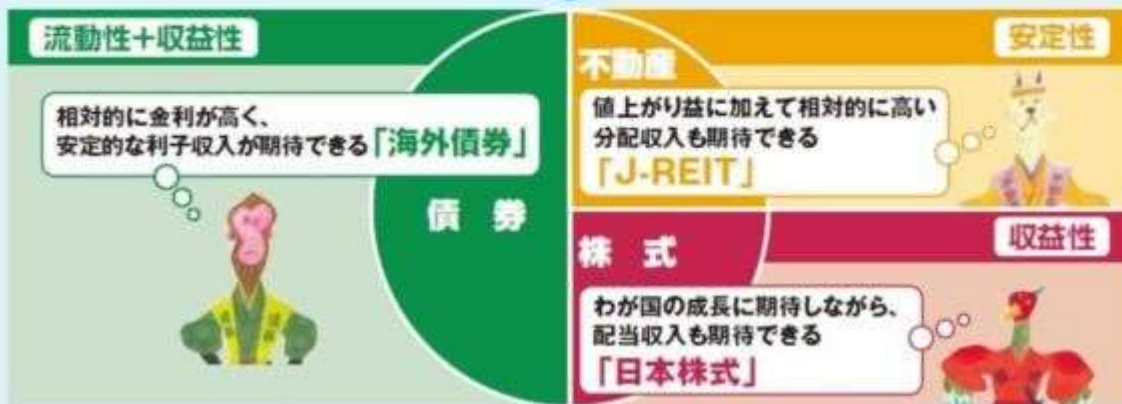 流動性+収益性
相対的に金利が高く、
安定的な利子収入が期待できる「海外債券」
債券
不動産
安定性
値上がり益に加えて相対的に高い
分配収入も期待できる
「J-REIT」
株式
収益性
わが国の成長に期待しながら、
配当収入も期待できる
「日本株式」